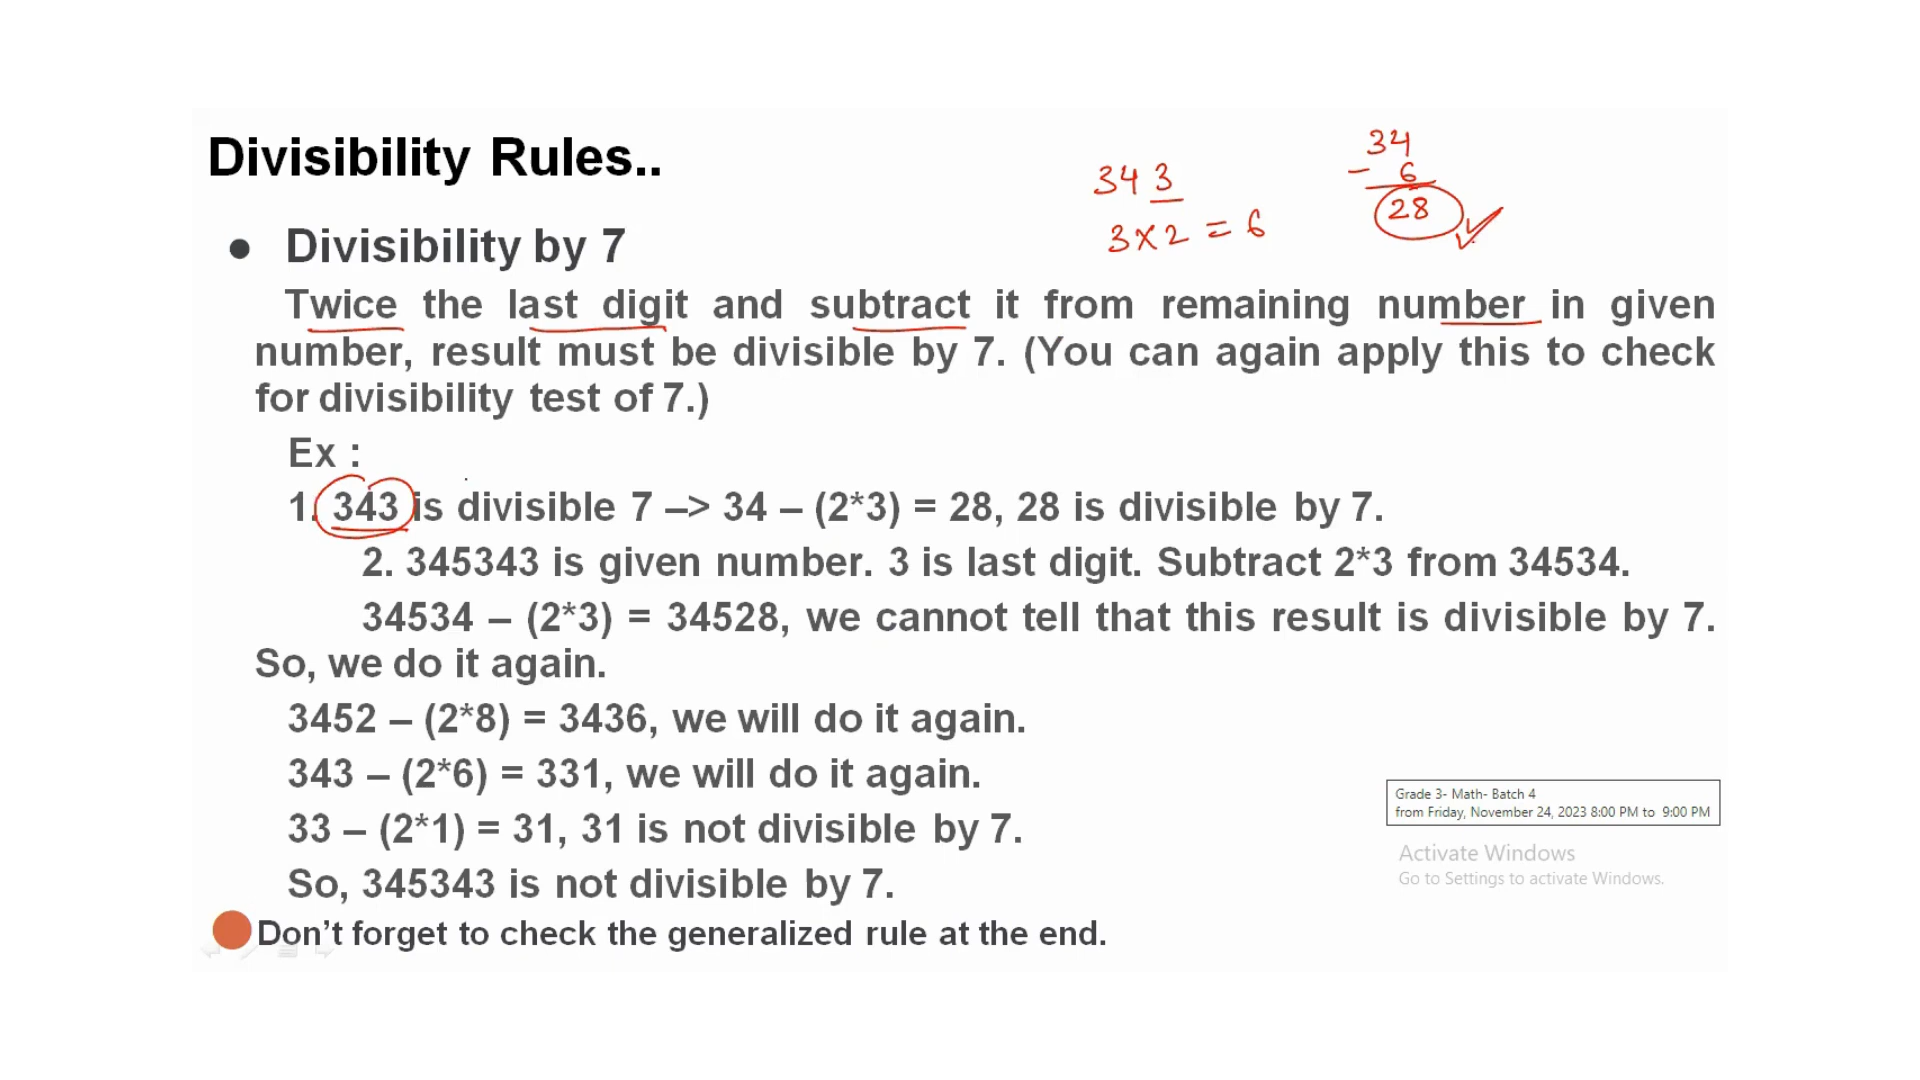 Divisibility Rules..
34 3
3 x 2 = 6
34
- 6
28
● Divisibility by 7
Twice the last digit and subtract it from remaining number in given
number, result must be divisible by 7. (You can again apply this to check
for divisibility test of 7.)
Ex :
1. 343 is divisible 7 –> 34 – (2*3) = 28, 28 is divisible by 7.
2. 345343 is given number. 3 is last digit. Subtract 2*3 from 34534.
34534 – (2*3) = 34528, we cannot tell that this result is divisible by 7.
So, we do it again.
3452 – (2*8) = 3436, we will do it again.
343 – (2*6) = 331, we will do it again.
33 – (2*1) = 31, 31 is not divisible by 7.
So, 345343 is not divisible by 7.
Don’t forget to check the generalized rule at the end.
Grade 3- Math- Batch 4
from Friday, November 24, 2023 8:00 PM to 9:00 PM
Activate Windows
Go to Settings to activate Windows.